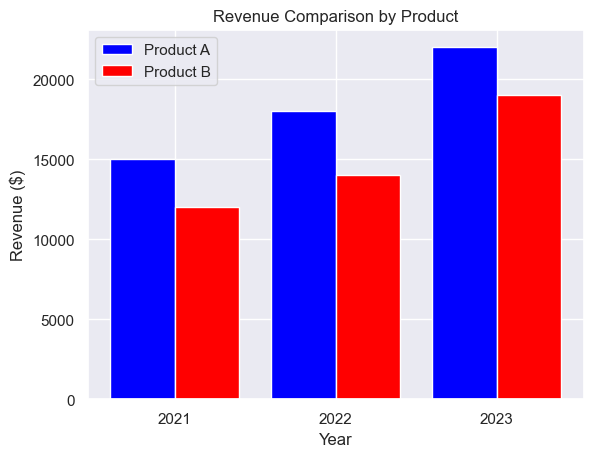 Revenue Comparison by Product
Product A
Product B
Revenue ($)
20000
15000
10000
5000
0
2021 2022 2023
Year